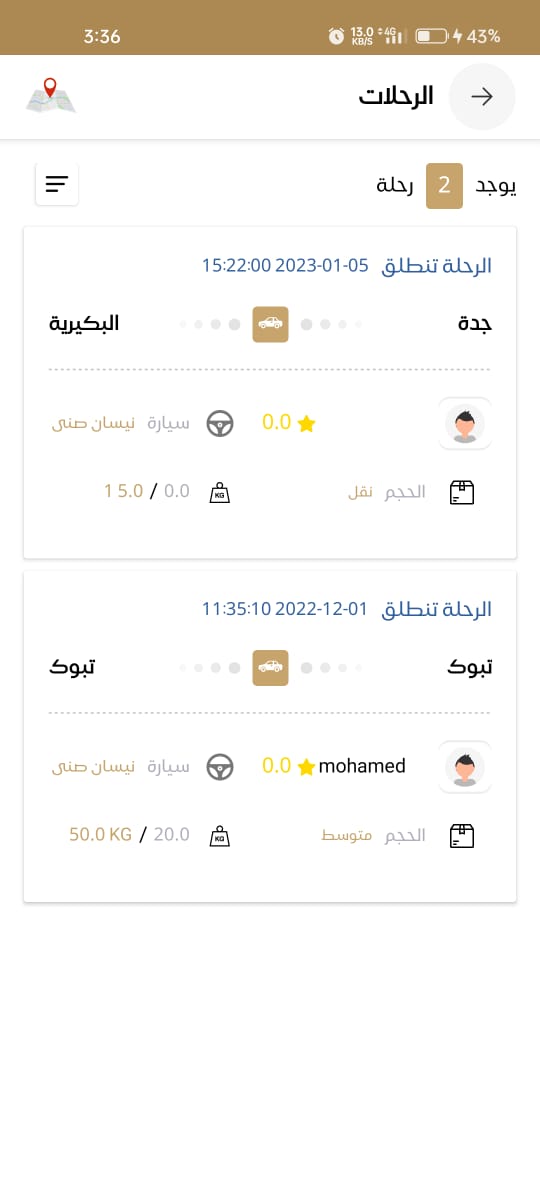 3:36 13.0 KB/S 4G 43%
الرحلات
يوجد 2 رحلة
الرحلة تنطلق 2023-01-05 15:22:00
جدة البكيرية
0.0 سيارة نيسان صنى
الحجم نقل KG 0.0 / 1 5.0
الرحلة تنطلق 2022-12-01 11:35:10
تبوك تبوك
mohamed 0.0 سيارة نيسان صنى
الحجم متوسط KG 20.0 / 50.0 KG